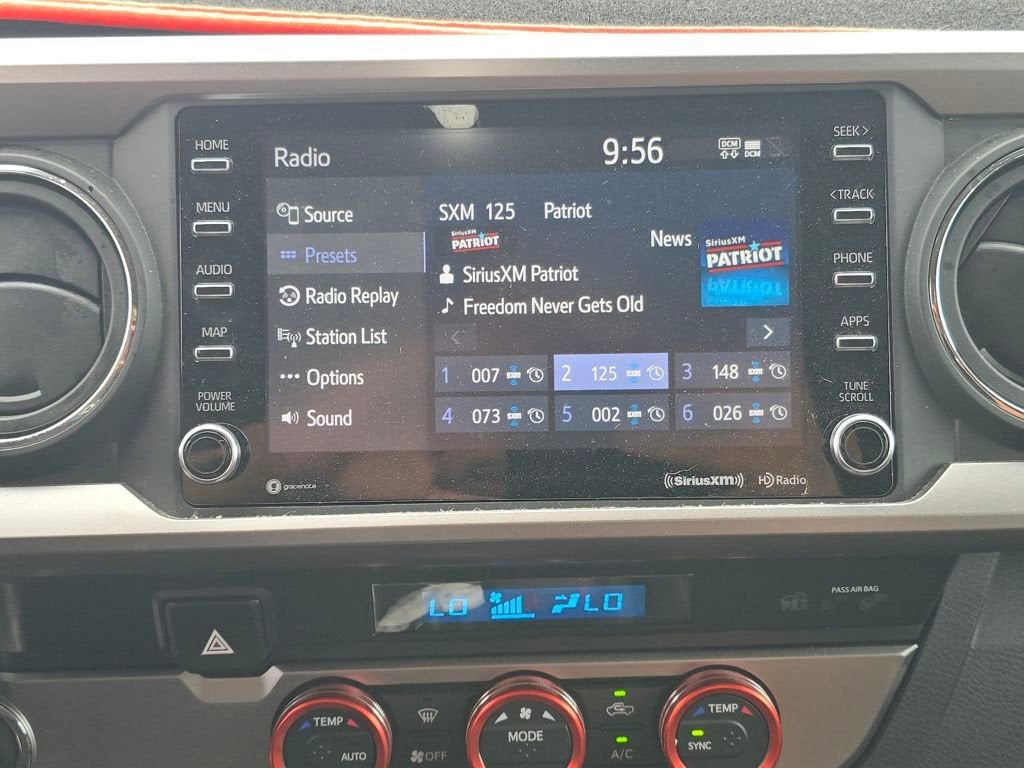 HOME
MENU
AUDIO
MAP
POWER
VOLUME
Radio
9:56
DCM
DCM
Source
Presets
Radio Replay
Station List
Options
Sound
SXM 125 Patriot
SiriusXM
PATRIOT
News
SiriusXM
PATRIOT
SiriusXM Patriot
Freedom Never Gets Old
<
>
1 007 SXM
2 125 SXM
3 148 SXM
4 073 SXM
5 002 SXM
6 026 SXM
gracenote
((SiriusXM))
HD Radio
SEEK >
< TRACK
PHONE
APPS
TUNE
SCROLL
LO
LO
PASS AIR BAG
TEMP
AUTO
OFF
MODE
A/C
TEMP
SYNC